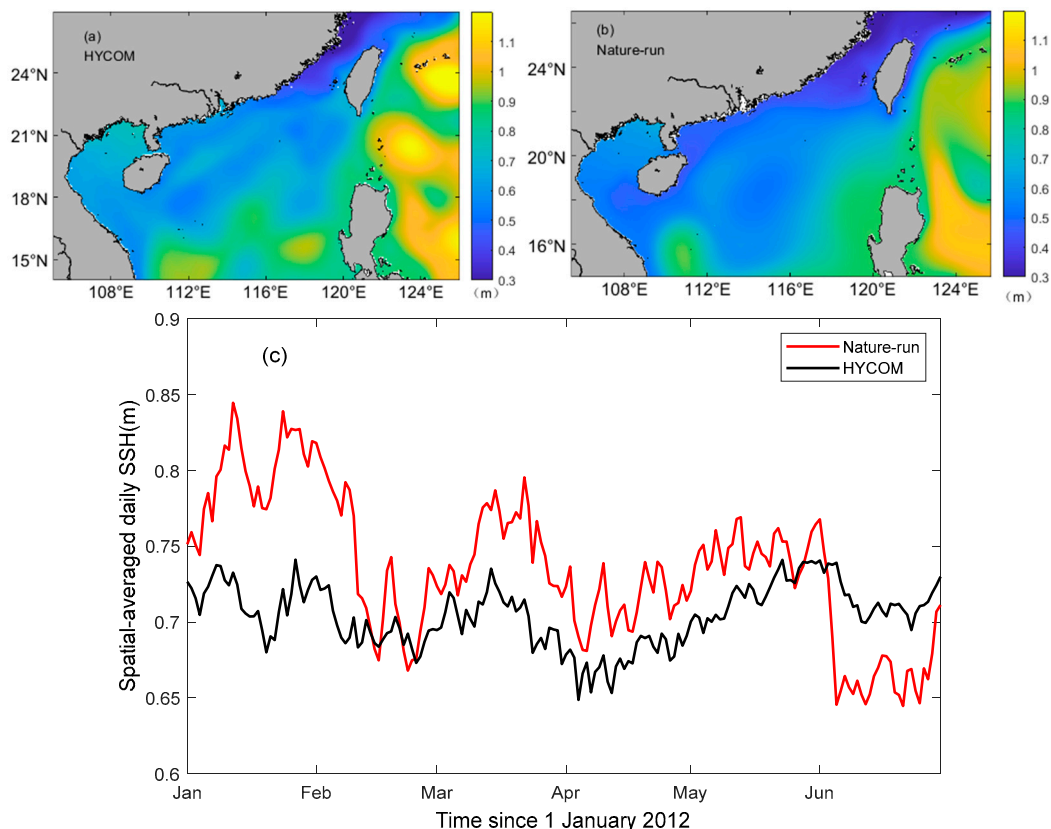 (a)
HYCOM
24°N
21°N
18°N
15°N
108°E
112°E
116°E
120°E
124°E
1.1
1
0.9
0.8
0.7
0.6
0.5
0.4
0.3
（m）
(b)
Nature-run
24°N
20°N
16°N
108°E
112°E
116°E
120°E
124°E
1.1
1
0.9
0.8
0.7
0.6
0.5
0.4
0.3
（m）
(c)
Nature-run
HYCOM
Spatial-averaged daily SSH(m)
0.9
0.85
0.8
0.75
0.7
0.65
0.6
Jan
Feb
Mar
Apr
May
Jun
Time since 1 January 2012